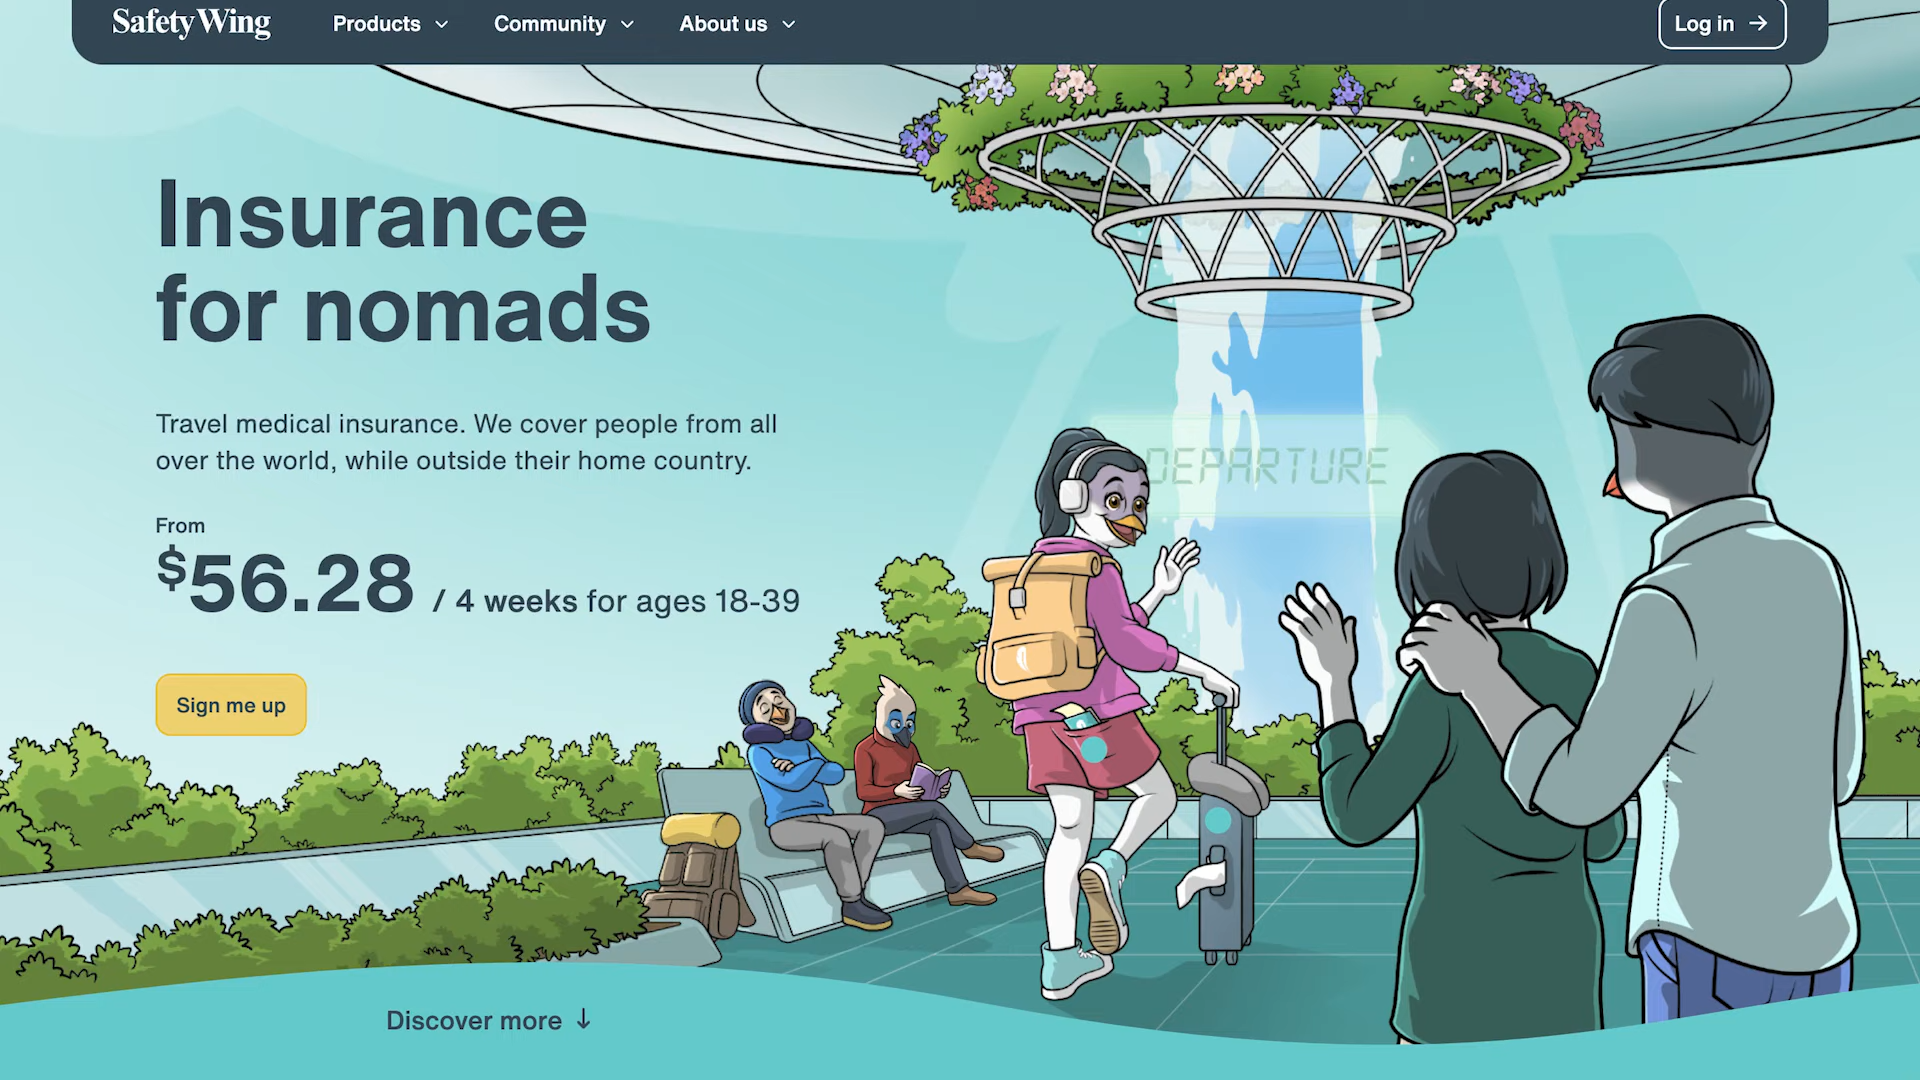 SafetyWing
Products
Community
About us
Log in →
Insurance
for nomads
Travel medical insurance. We cover people from all
over the world, while outside their home country.
From
$56.28 / 4 weeks for ages 18-39
Sign me up
DEPARTURE
Discover more ↓